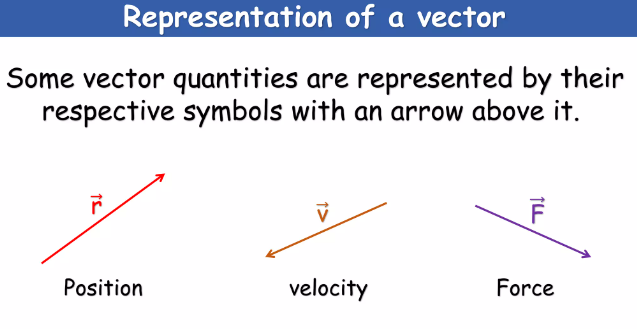 Representation of a vector
Some vector quantities are represented by their
respective symbols with an arrow above it.
r⃗
v⃗
F⃗
Position
velocity
Force